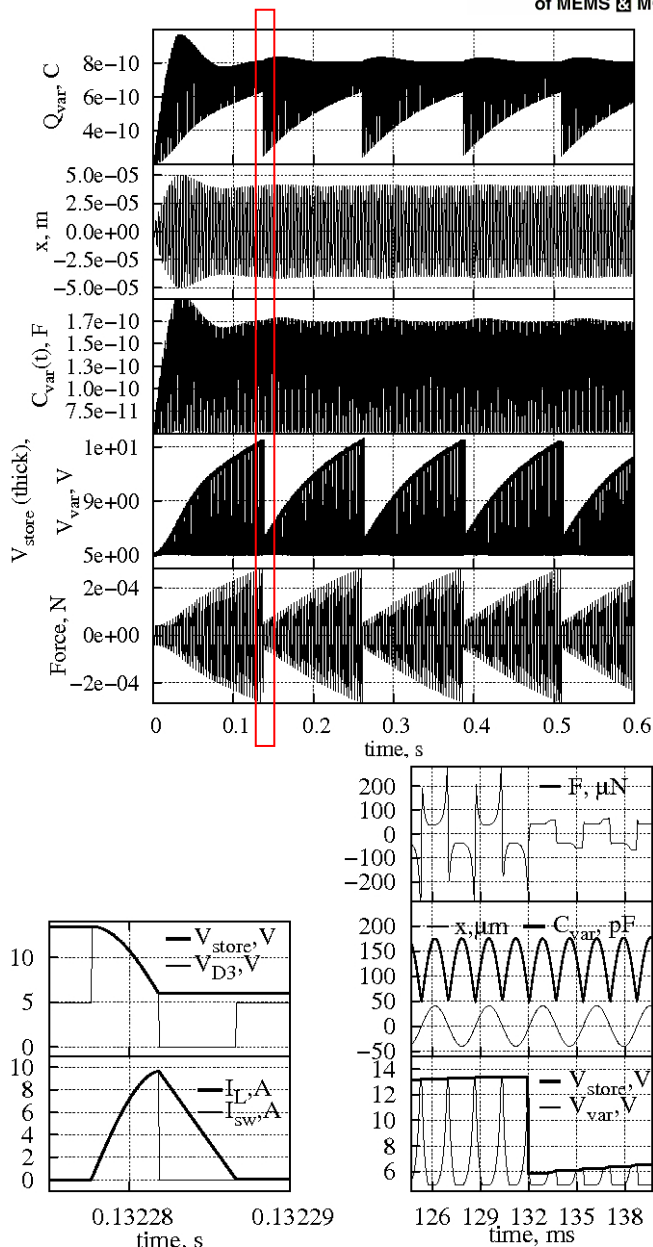 of MEMS & M
Q_var, C
8e−10
6e−10
4e−10
x, m
5.0e−05
2.5e−05
0.0e+00
−2.5e−05
−5.0e−05
C_var(t), F
1.7e−10
1.5e−10
1.3e−10
1.0e−10
7.5e−11
V_store (thick),
V_var, V
1e+01
9e+00
5e+00
Force, N
2e−04
0e+00
−2e−04
0 0.1 0.2 0.3 0.4 0.5 0.6
time, s
F, μN
200
100
0
−100
−200
x,μm C_var, pF
200
150
100
50
0
−50
V_store,V
V_var,V
14
12
10
8
6
126 129 132 135 138
time, ms
V_store,V
V_D3,V
10
5
0
I_L,A
I_sw,A
10
8
6
4
2
0
0.13228 0.13229
time, s